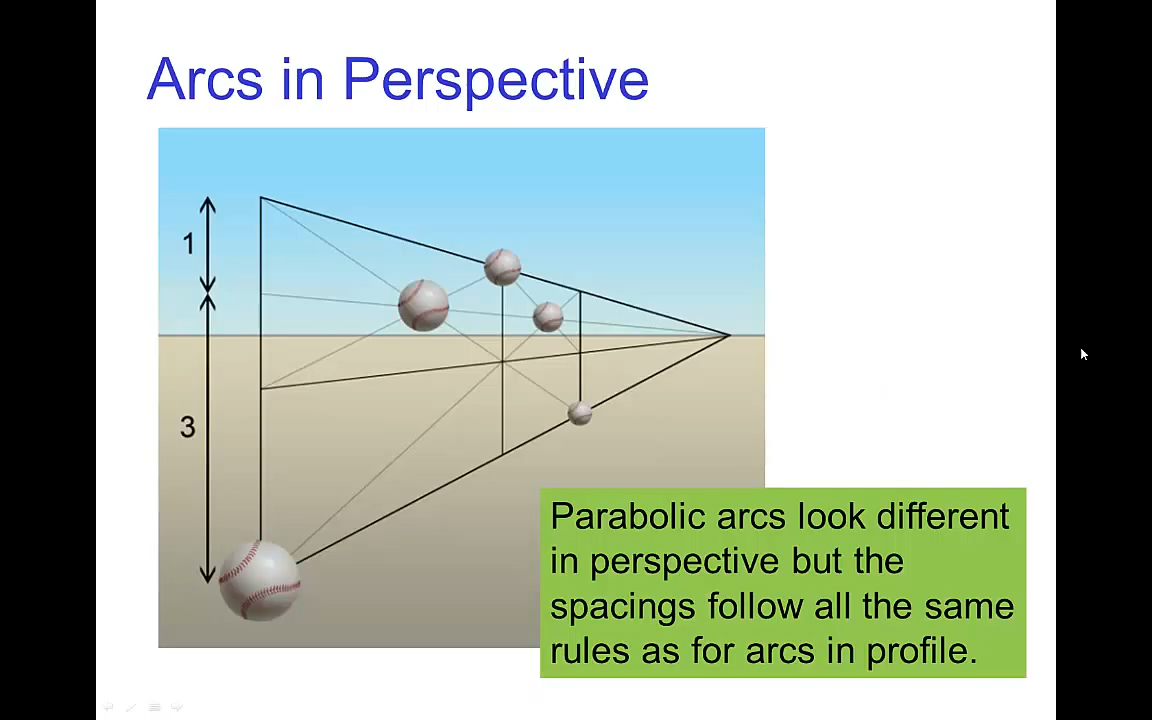 Arcs in Perspective
1
3
Parabolic arcs look different
in perspective but the
spacings follow all the same
rules as for arcs in profile.